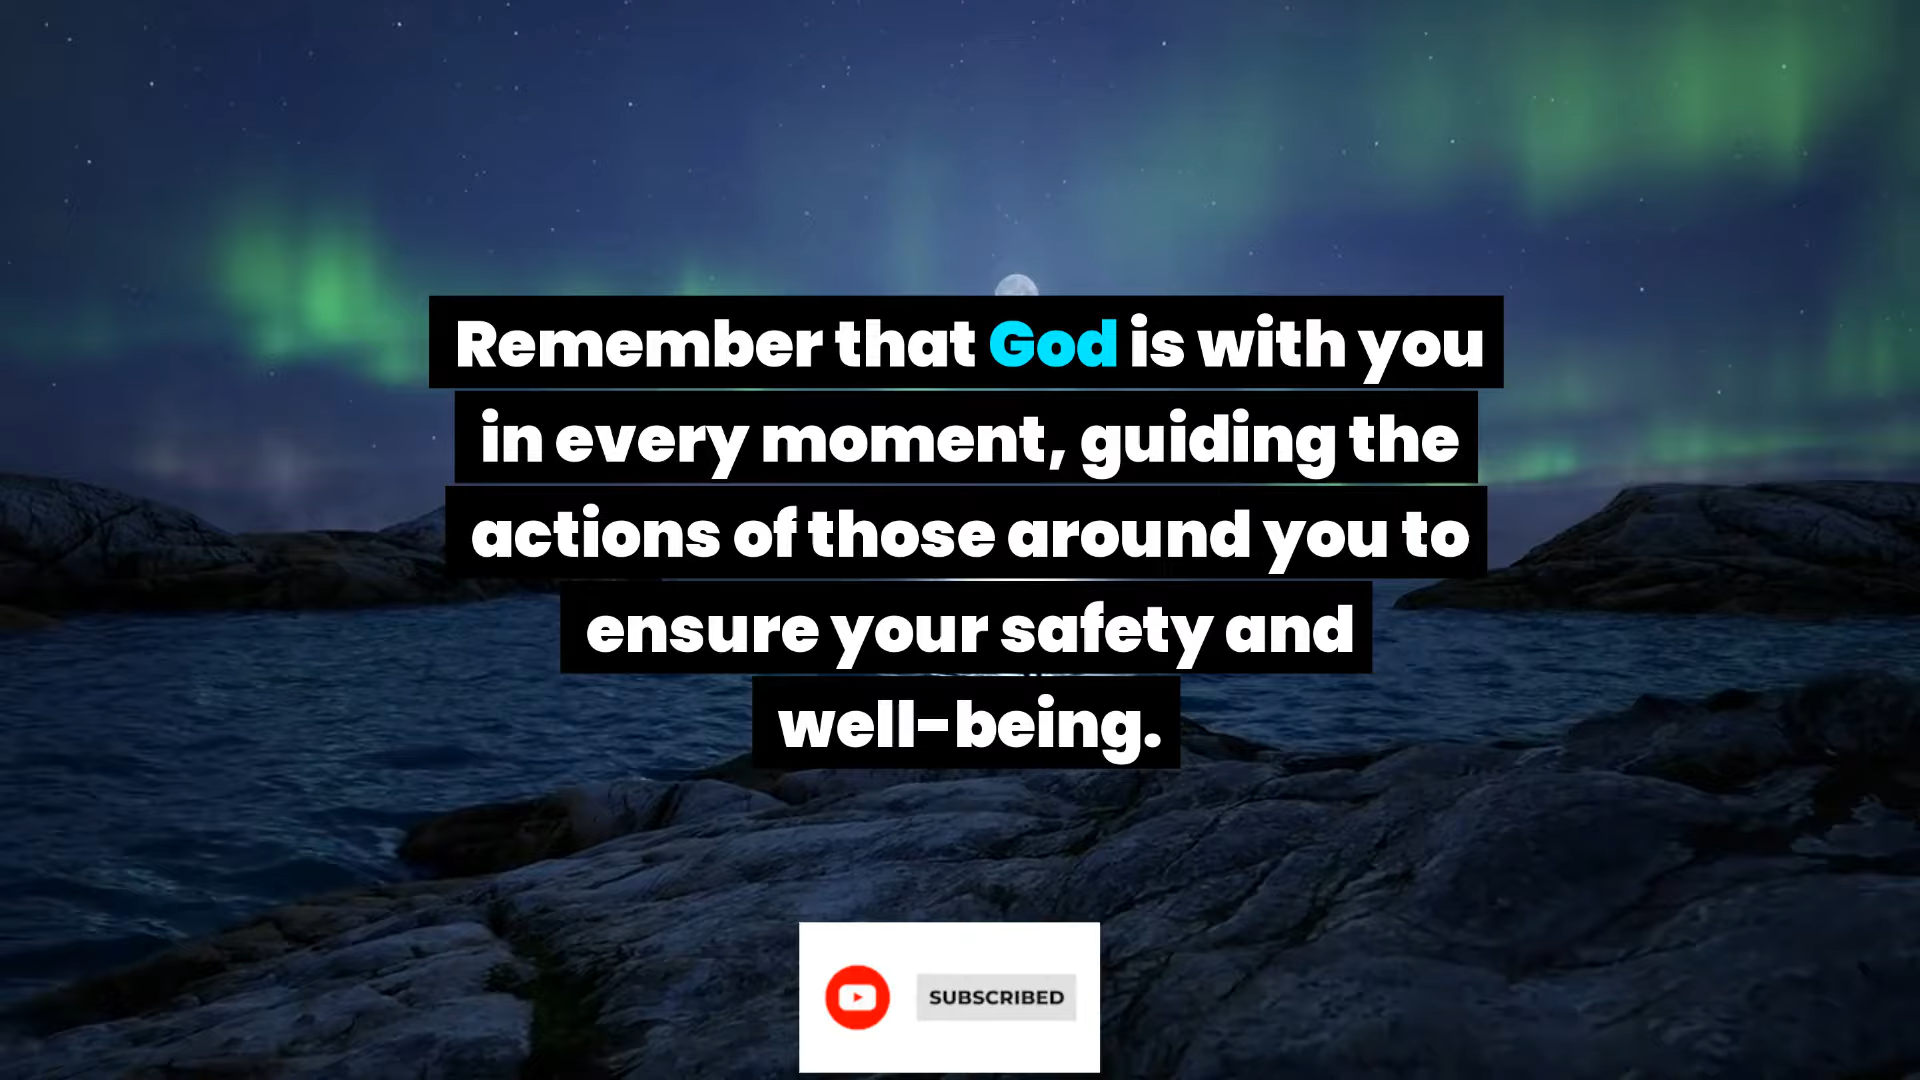 Remember that God is with you
in every moment, guiding the
actions of those around you to
ensure your safety and
well-being.
SUBSCRIBED